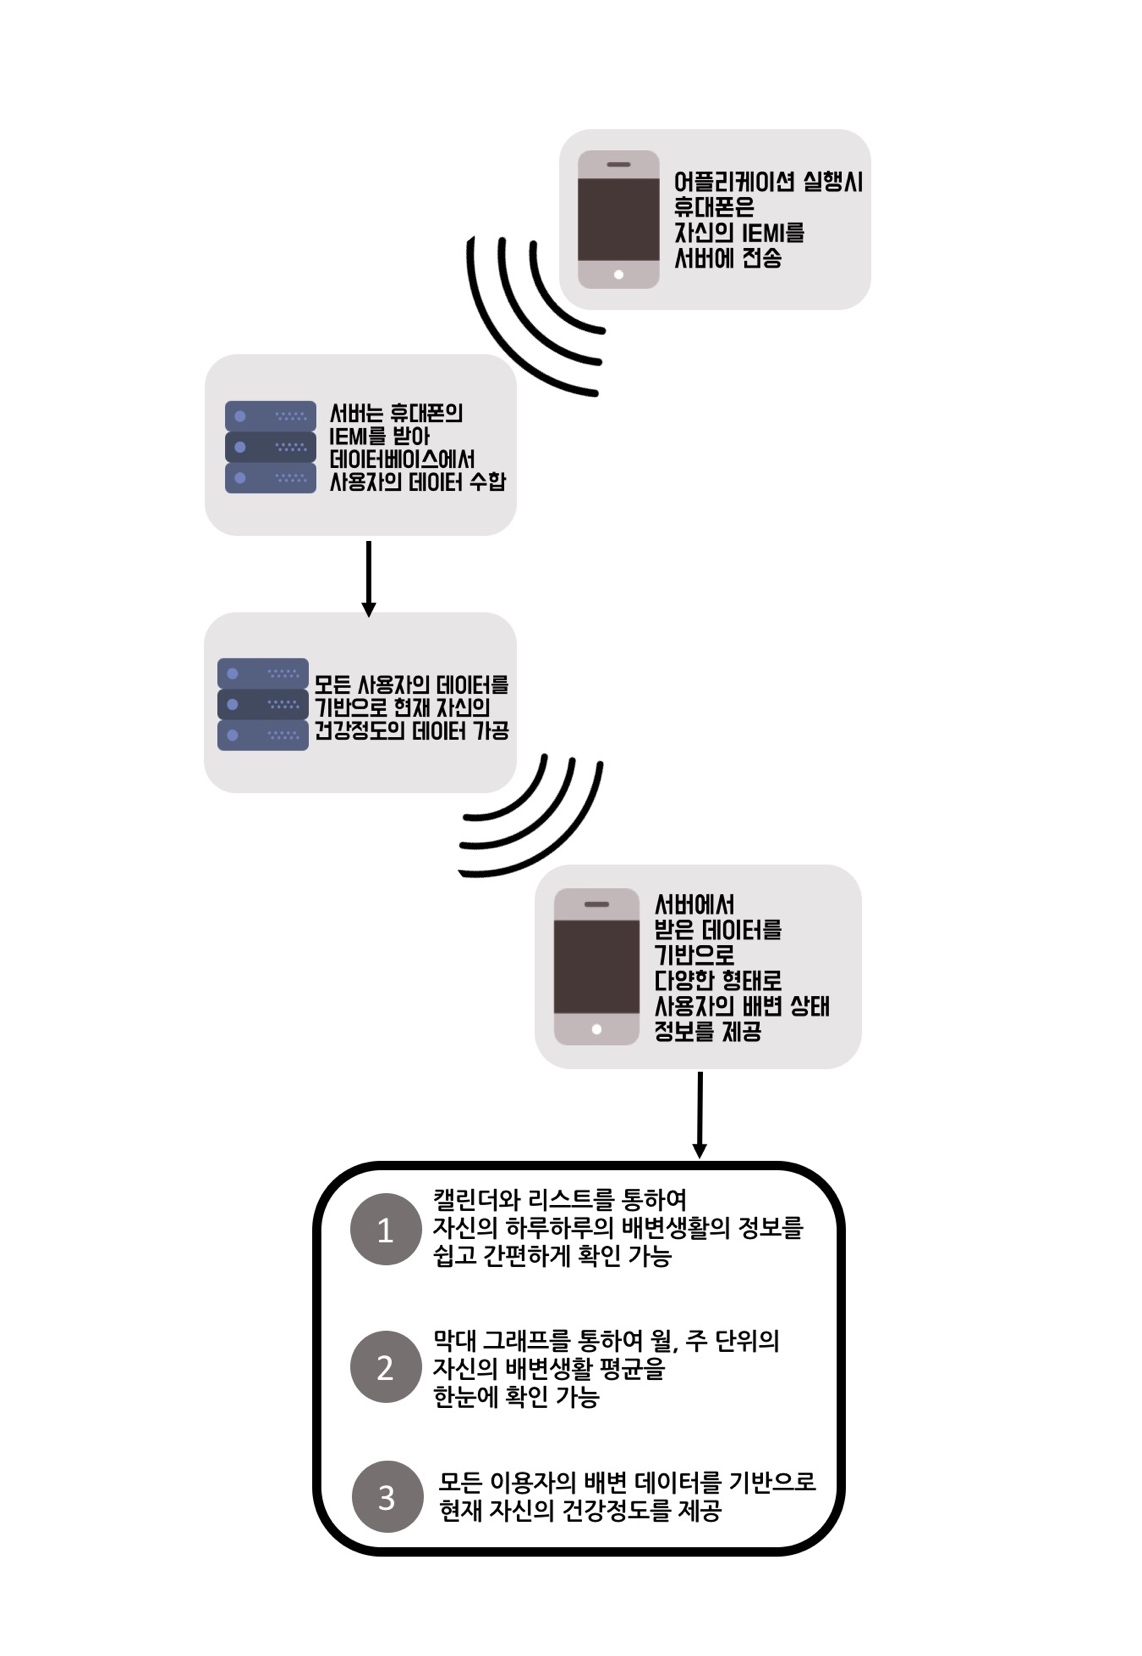 어플리케이션 실행시
휴대폰은
자신의 IEMI를
서버에 전송
서버는 휴대폰의
IEMI를 받아
데이터베이스에서
사용자의 데이터 수합
모든 사용자의 데이터를
기반으로 현재 자신의
건강정도의 데이터 가공
서버에서
받은 데이터를
기반으로
다양한 형태로
사용자의 배변 상태
정보를 제공
1
캘린더와 리스트를 통하여
자신의 하루하루의 배변생활의 정보를
쉽고 간편하게 확인 가능
2
막대 그래프를 통하여 월, 주 단위의
자신의 배변생활 평균을
한눈에 확인 가능
3
모든 이용자의 배변 데이터를 기반으로
현재 자신의 건강정도를 제공